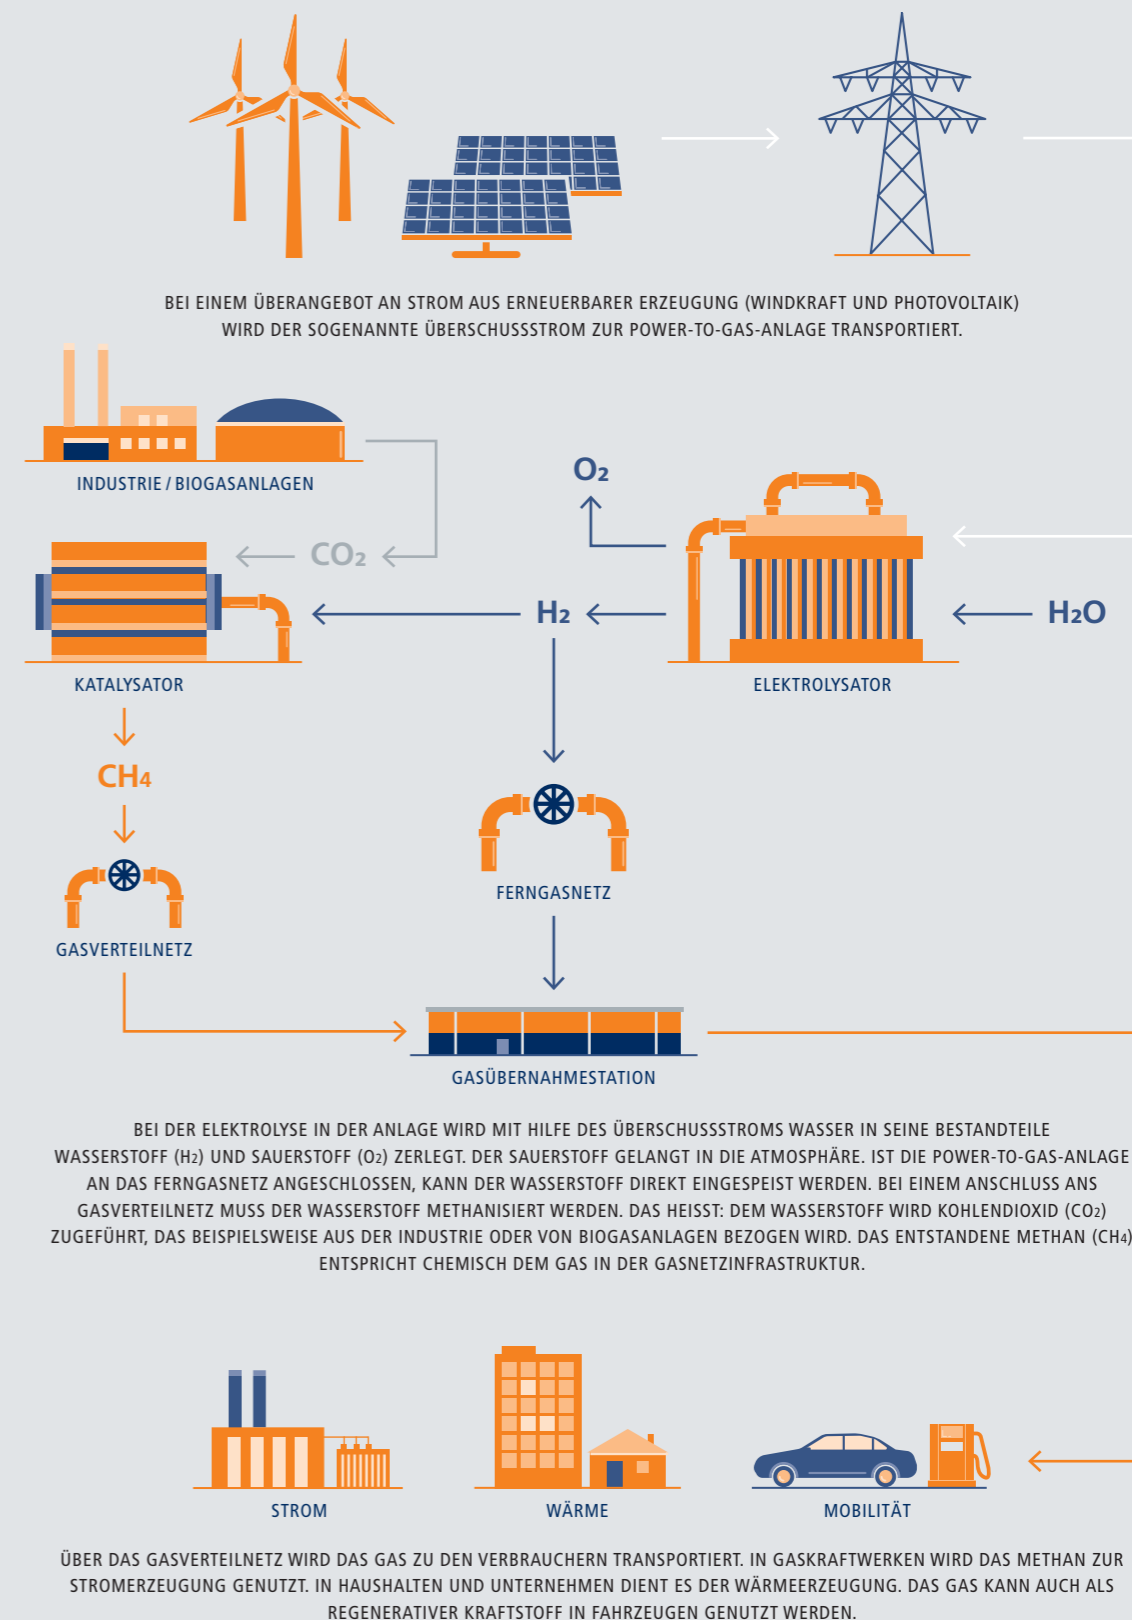 BEI EINEM ÜBERANGEBOT AN STROM AUS ERNEUERBARER ERZEUGUNG (WINDKRAFT UND PHOTOVOLTAIK)
WIRD DER SOGENANNTE ÜBERSCHUSSSTROM ZUR POWER-TO-GAS-ANLAGE TRANSPORTIERT.
INDUSTRIE / BIOGASANLAGEN
O₂
CO₂
H₂
H₂O
KATALYSATOR
ELEKTROLYSATOR
CH₄
FERNGASNETZ
GASVERTEILNETZ
GASÜBERNAHMESTATION
BEI DER ELEKTROLYSE IN DER ANLAGE WIRD MIT HILFE DES ÜBERSCHUSSSTROMS WASSER IN SEINE BESTANDTEILE
WASSERSTOFF (H₂) UND SAUERSTOFF (O₂) ZERLEGT. DER SAUERSTOFF GELANGT IN DIE ATMOSPHÄRE. IST DIE POWER-TO-GAS-ANLAGE
AN DAS FERNGASNETZ ANGESCHLOSSEN, KANN DER WASSERSTOFF DIREKT EINGESPEIST WERDEN. BEI EINEM ANSCHLUSS ANS
GASVERTEILNETZ MUSS DER WASSERSTOFF METHANISIERT WERDEN. DAS HEISST: DEM WASSERSTOFF WIRD KOHLENDIOXID (CO₂)
ZUGEFÜHRT, DAS BEISPIELSWEISE AUS DER INDUSTRIE ODER VON BIOGASANLAGEN BEZOGEN WIRD. DAS ENTSTANDENE METHAN (CH₄)
ENTSPRICHT CHEMISCH DEM GAS IN DER GASNETZINFRASTRUKTUR.
STROM
WÄRME
MOBILITÄT
ÜBER DAS GASVERTEILNETZ WIRD DAS GAS ZU DEN VERBRAUCHERN TRANSPORTIERT. IN GASKRAFTWERKEN WIRD DAS METHAN ZUR
STROMERZEUGUNG GENUTZT. IN HAUSHALTEN UND UNTERNEHMEN DIENT ES DER WÄRMEERZEUGUNG. DAS GAS KANN AUCH ALS
REGENERATIVER KRAFTSTOFF IN FAHRZEUGEN GENUTZT WERDEN.